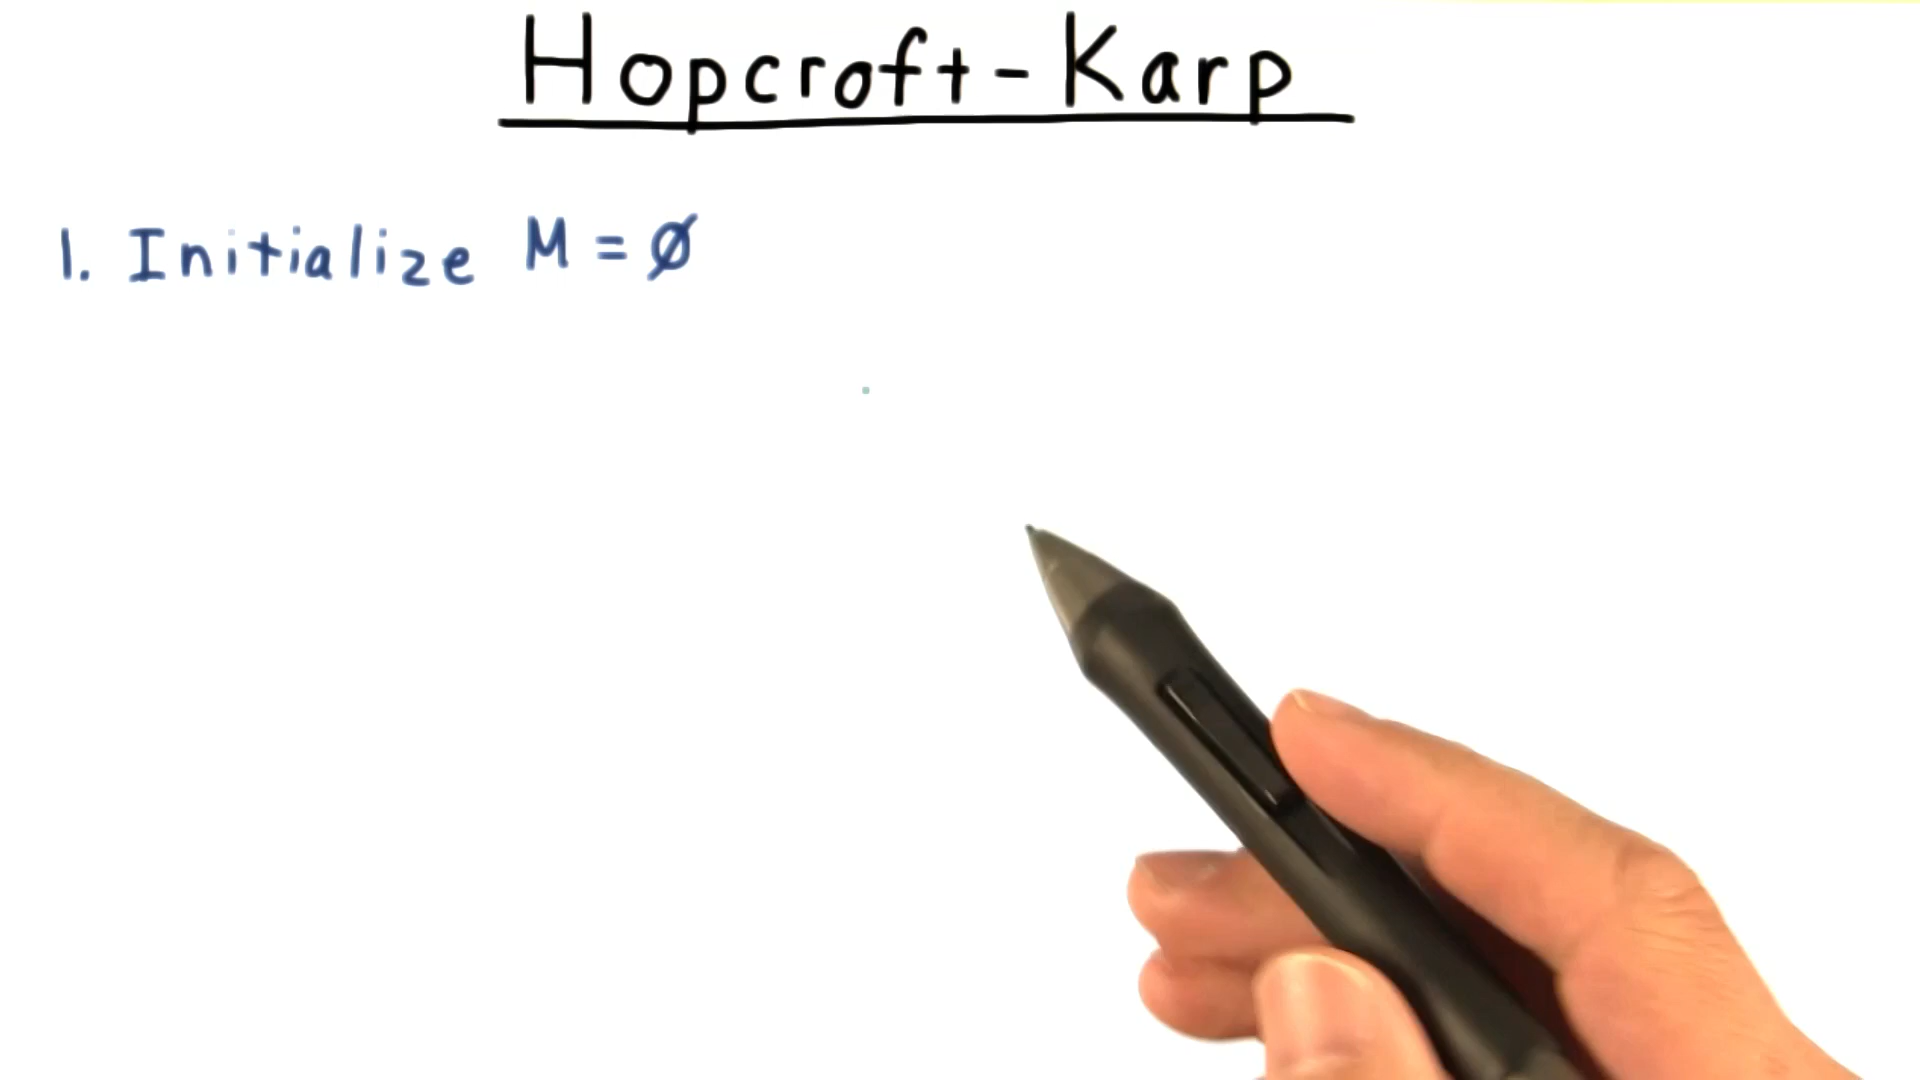 Hopcroft-Karp
1. Initialize M = ∅